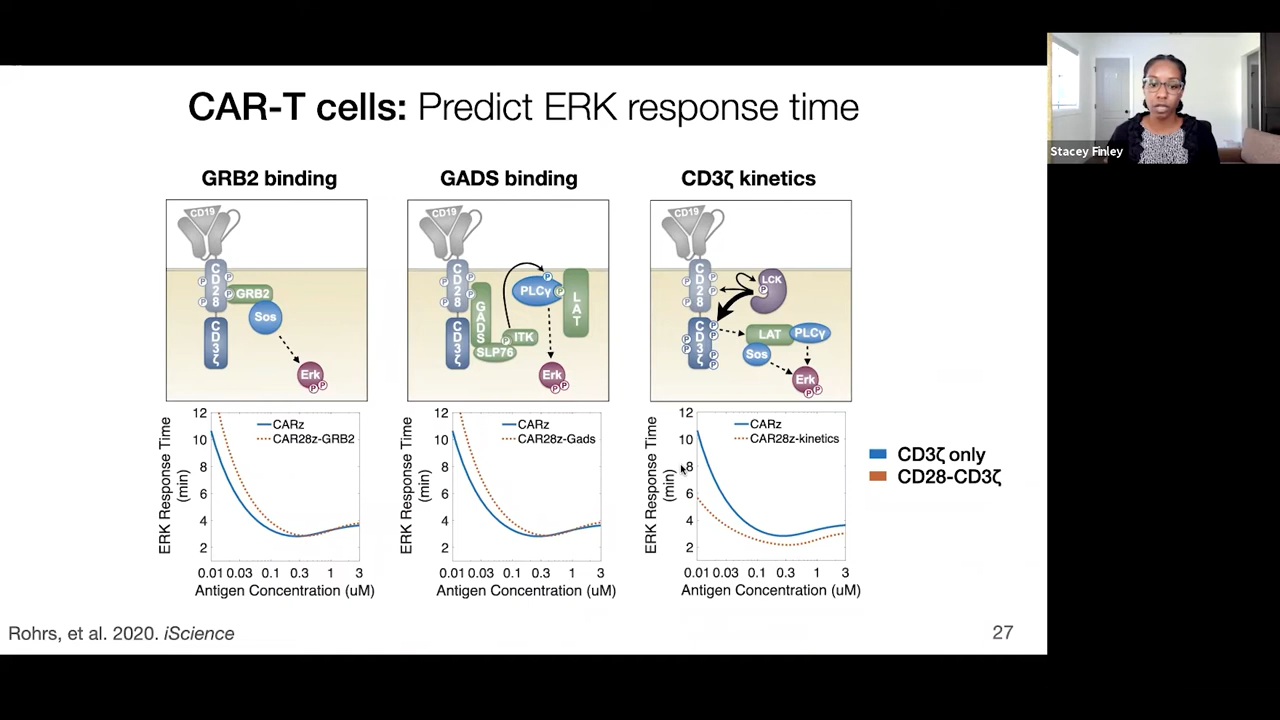 CAR-T cells: Predict ERK response time
Stacey Finley
GRB2 binding
CD19
P
P
P
P
CD28
GRB2
Sos
CD3ζ
Erk
P P
GADS binding
CD19
P
P
P
P
CD28
GADS
SLP76
P
ITK
PLCγ
P
P
LAT
CD3ζ
Erk
P P
CD3ζ kinetics
CD19
P
P
P
P
CD28
LCK
P
CD3ζ
P
P
P
P
P
P
LAT
PLCγ
Sos
Erk
P P
ERK Response Time
(min)
12
10
8
6
4
2
CARz
CAR28z-GRB2
0.01 0.03 0.1 0.3 1 3
Antigen Concentration (uM)
ERK Response Time
(min)
12
10
8
6
4
2
CARz
CAR28z-Gads
0.01 0.03 0.1 0.3 1 3
Antigen Concentration (uM)
ERK Response Time
(min)
12
10
8
6
4
2
CARz
CAR28z-kinetics
0.01 0.03 0.1 0.3 1 3
Antigen Concentration (uM)
CD3ζ only
CD28-CD3ζ
Rohrs, et al. 2020. iScience
27